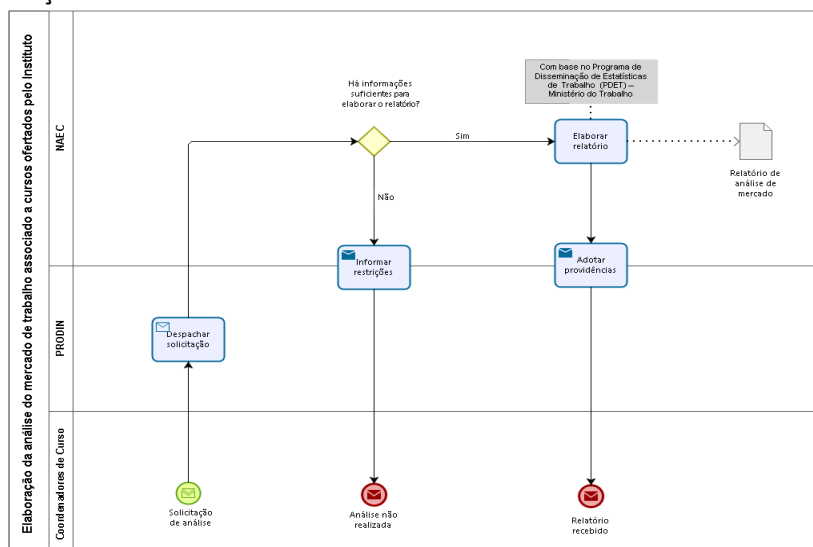 Elaboração da análise do mercado de trabalho associado a cursos ofertados pelo Instituto
NAEC
Há informações
suficientes para
elaborar o relatório?
Com base no Programa de
Disseminação de Estatísticas
de Trabalho (PDET) –
Ministério do Trabalho
Sim
Elaborar
relatório
Relatório de
análise de
mercado
Não
Informar
restrições
Adotar
providências
PRODIN
Despachar
solicitação
Coordenadores de Curso
Solicitação
de análise
Análise não
realizada
Relatório
recebido